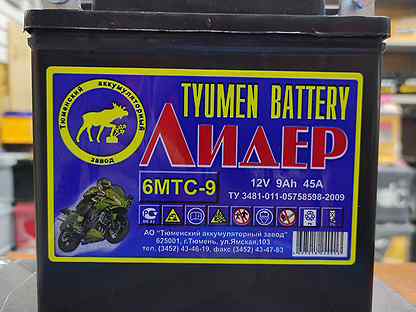 Тюменский аккумуляторный завод
TYUMEN BATTERY
ЛИДЕР
6МТС-9
12V 9Ah 45A
ТУ 3481-011-05758598-2009
АО "Тюменский аккумуляторный завод"
625001, г.Тюмень, ул.Ямская,103
тел. (3452) 43-46-19, факс (3452) 43-47-83